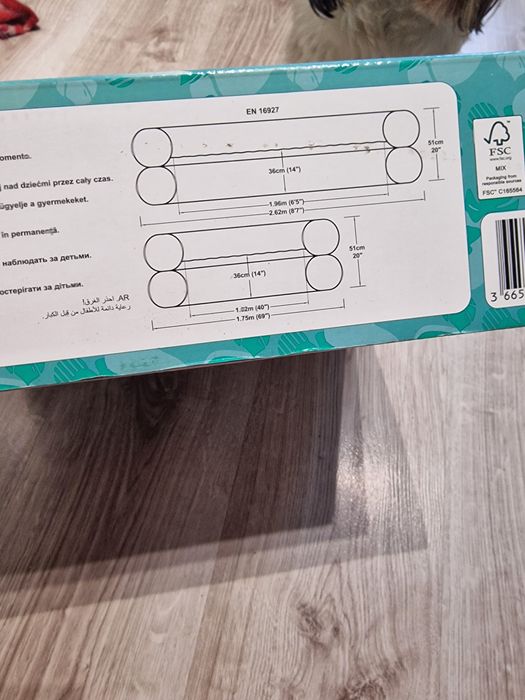 EN 16927
omento.
j nad dziećmi przez cały czas.
ügyelje a gyermekeket.
în permanență.
наблюдать за детьми.
остерігати за дітьми.
AR. احذر الغرق!
رعاية دائمة للأطفال من قبل الكبار.
36cm (14")
51cm
20"
1.96m (6'5")
2.62m (8'7")
36cm (14")
51cm
20"
1.02m (40")
1.75m (69")
FSC
www.fsc.org
MIX
Packaging from
responsible sources
FSC® C165564
3 665